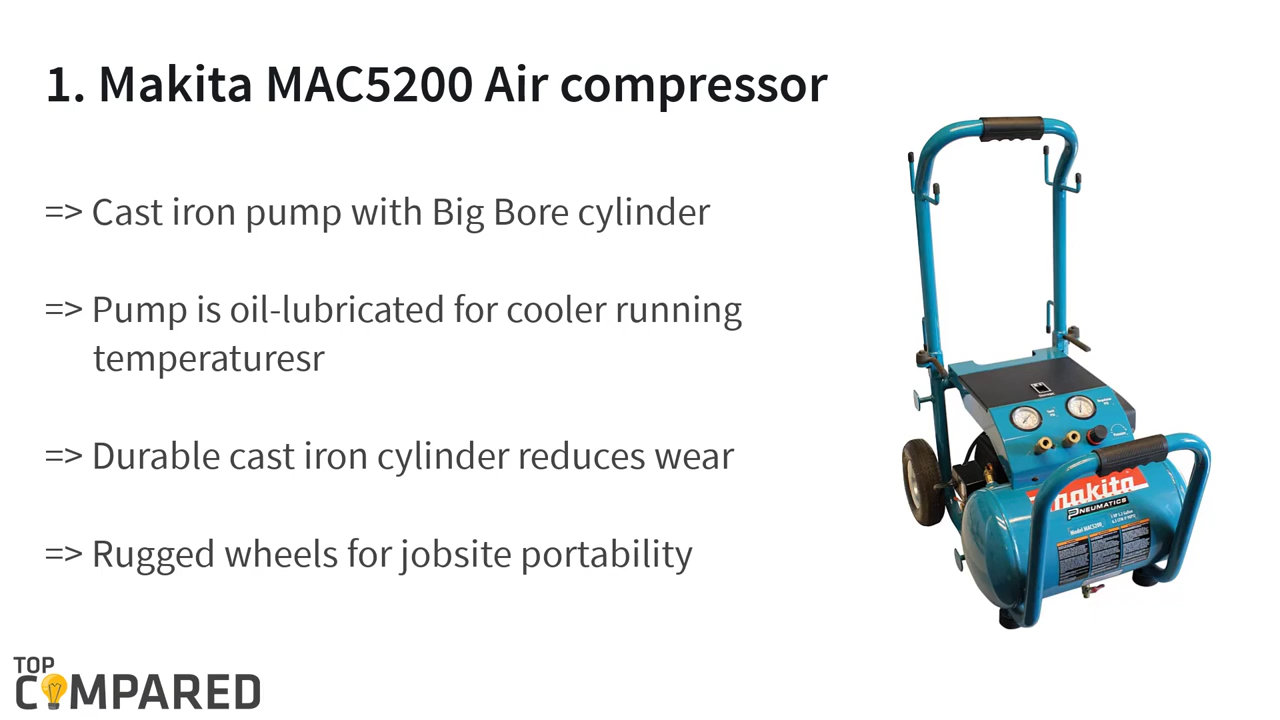 1. Makita MAC5200 Air compressor
=> Cast iron pump with Big Bore cylinder
=> Pump is oil-lubricated for cooler running
temperaturesr
=> Durable cast iron cylinder reduces wear
=> Rugged wheels for jobsite portability
makita
PNEUMATICS
Model MAC5200
TOP
COMPARED